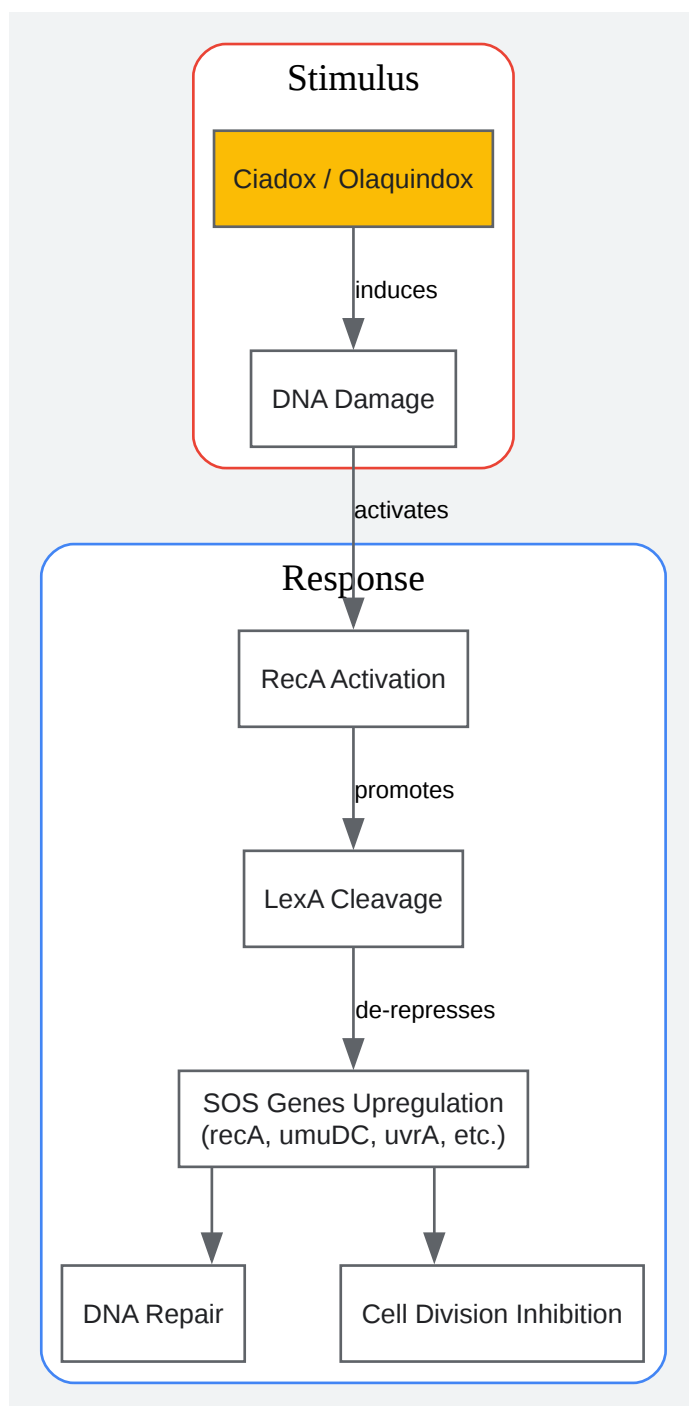 Stimulus
Ciadox / Olaquindox
induces
DNA Damage
activates
Response
RecA Activation
promotes
LexA Cleavage
de-represses
SOS Genes Upregulation
(recA, umuDC, uvrA, etc.)
DNA Repair
Cell Division Inhibition